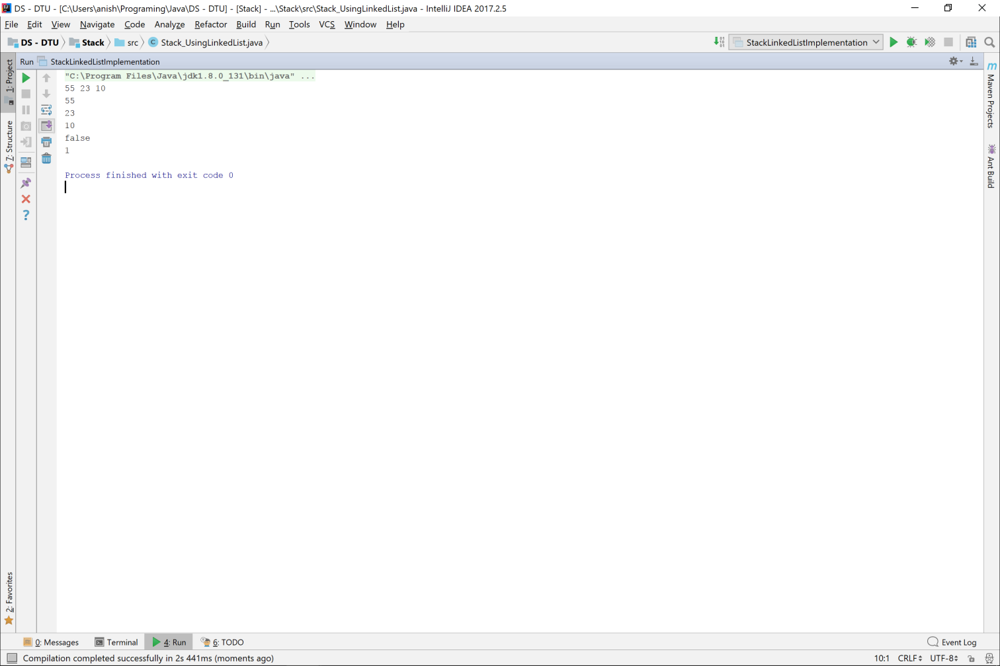 DS - DTU - [C:\Users\anish\Programing\Java\DS - DTU] - [Stack] - ...\Stack\src\Stack_UsingLinkedList.java - IntelliJ IDEA 2017.2.5
File Edit View Navigate Code Analyze Refactor Build Run Tools VCS Window Help
DS - DTU Stack src Stack_UsingLinkedList.java StackLinkedListImplementation
Run StackLinkedListImplementation
"C:\Program Files\Java\jdk1.8.0_131\bin\java" ...
55 23 10
55
23
10
false
1
Process finished with exit code 0
1: Project
7: Structure
2: Favorites
Maven Projects
Ant Build
0: Messages Terminal 4: Run 6: TODO Event Log
Compilation completed successfully in 2s 441ms (moments ago) 10:1 CRLF UTF-8